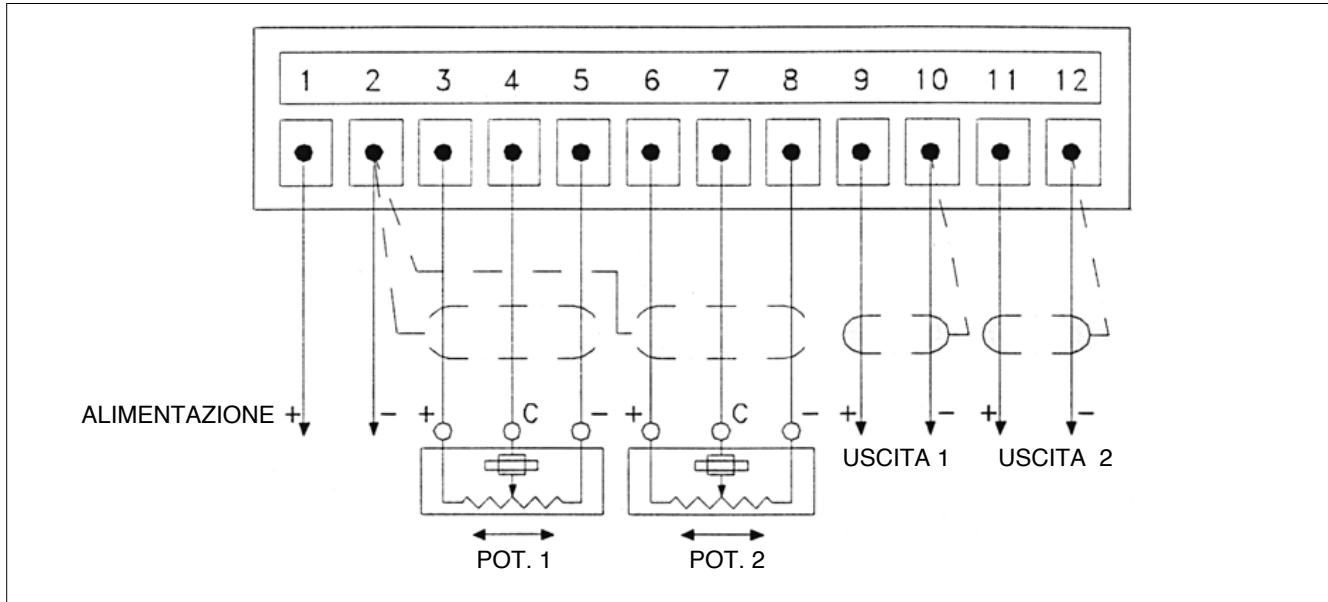 1 2 3 4 5 6 7 8 9 10 11 12
ALIMENTAZIONE + - + C - + C - + - + -
USCITA 1 USCITA 2
POT. 1 POT. 2